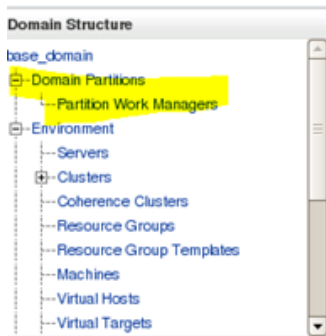 Domain Structure
base_domain
Domain Partitions
Partition Work Managers
Environment
Servers
Clusters
Coherence Clusters
Resource Groups
Resource Group Templates
Machines
Virtual Hosts
Virtual Targets